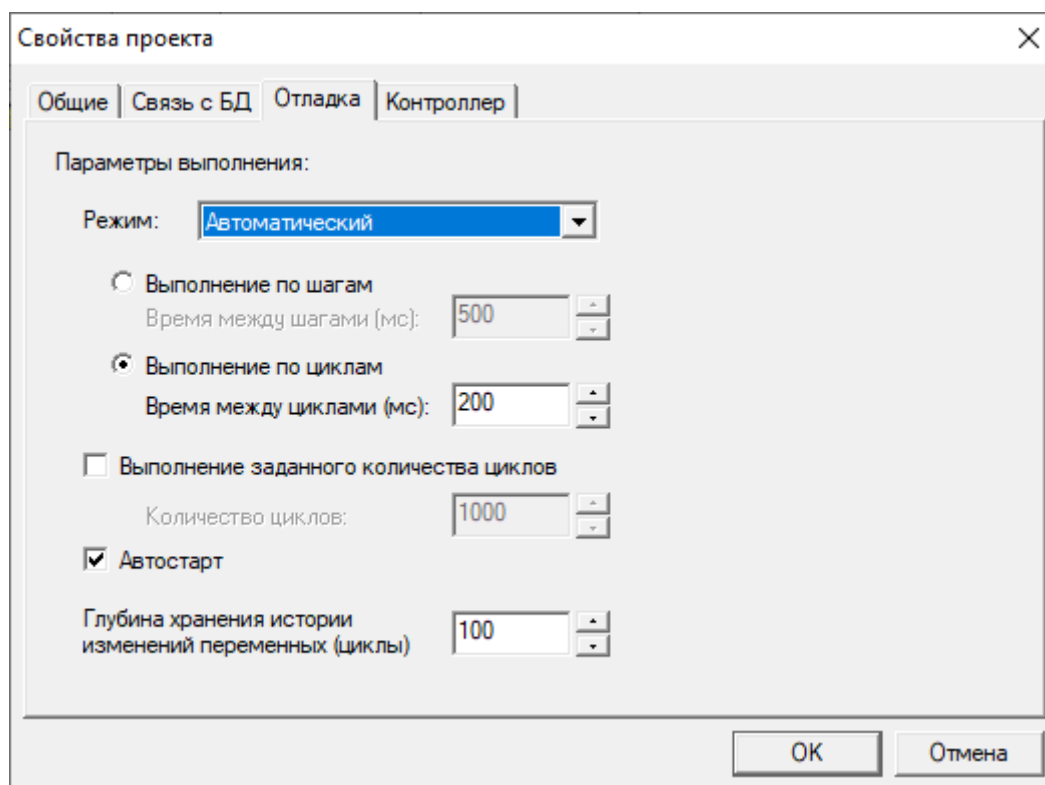 Свойства проекта
Общие Связь с БД Отладка Контроллер
Параметры выполнения:
Режим: Автоматический
Выполнение по шагам
Время между шагами (мс): 500
Выполнение по циклам
Время между циклами (мс): 200
Выполнение заданного количества циклов
Количество циклов: 1000
Автостарт
Глубина хранения истории
изменений переменных (циклы) 100
OK Отмена